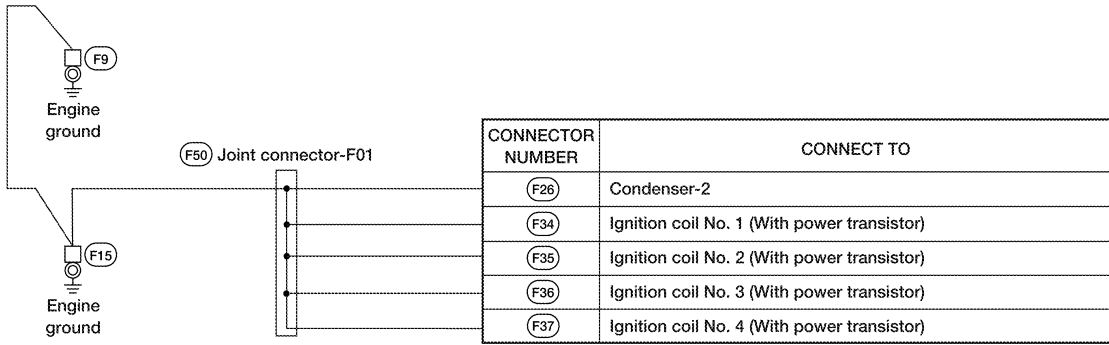 F9
Engine
ground
F50 Joint connector-F01
F15
Engine
ground
CONNECTOR
NUMBER
CONNECT TO
F26 Condenser-2
F34 Ignition coil No. 1 (With power transistor)
F35 Ignition coil No. 2 (With power transistor)
F36 Ignition coil No. 3 (With power transistor)
F37 Ignition coil No. 4 (With power transistor)